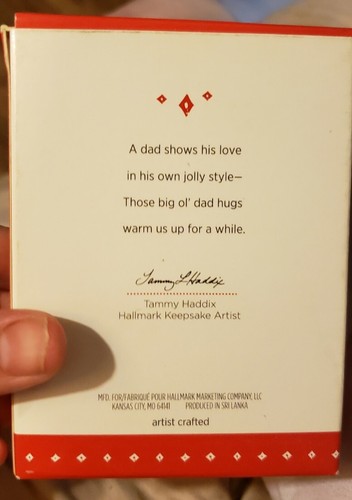 A dad shows his love
in his own jolly style—
Those big ol' dad hugs
warm us up for a while.
Tammy L Haddix
Tammy Haddix
Hallmark Keepsake Artist
MFD. FOR/FABRIQUÉ POUR HALLMARK MARKETING COMPANY, LLC
KANSAS CITY, MO 64141 PRODUCED IN SRI LANKA
artist crafted